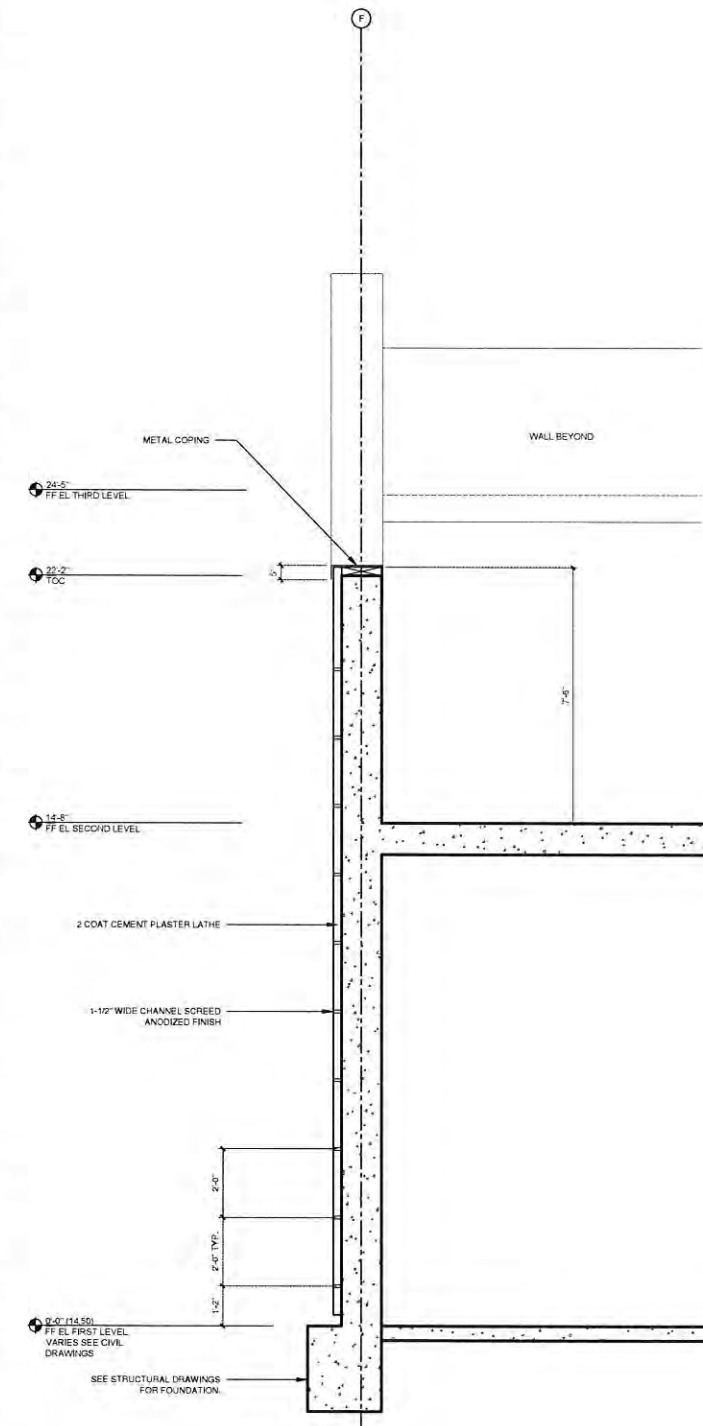 F
METAL COPING
WALL BEYOND
24'-5"
FF EL THIRD LEVEL
22'-2"
TOC
5"
7'-6"
14'-8"
FF EL SECOND LEVEL
2 COAT CEMENT PLASTER LATHE
1-1/2" WIDE CHANNEL SCREED
ANODIZED FINISH
2'-0"
2'-0" TYP.
1'-2"
0'-0" (14.50)
FF EL FIRST LEVEL
VARIES SEE CIVIL
DRAWINGS
SEE STRUCTURAL DRAWINGS
FOR FOUNDATION.